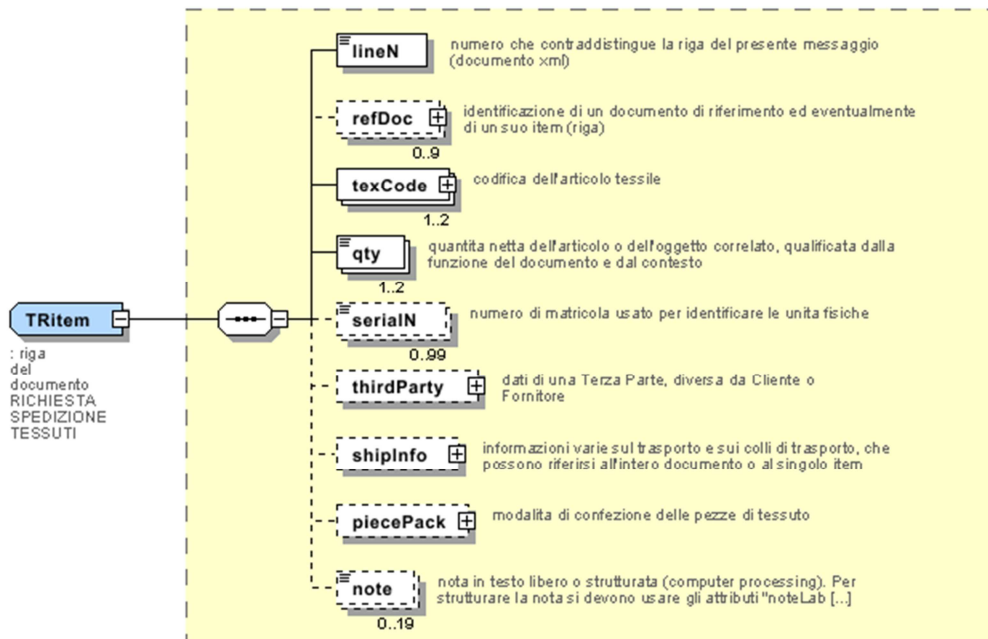 lineN
numero che contraddistingue la riga del presente messaggio
(documento xml)
refDoc
identificazione di un documento di riferimento ed eventualmente
di un suo item (riga)
0..9
texCode
codifica dell'articolo tessile
1..2
qty
quantita netta dell'articolo o dell'oggetto correlato, qualificata dalla
funzione del documento e dal contesto
1..2
TRitem
: riga
del
documento
RICHIESTA
SPEDIZIONE
TESSUTI
serialN
numero di matricola usato per identificare le unita fisiche
0..99
thirdParty
dati di una Terza Parte, diversa da Cliente o
Fornitore
shipInfo
informazioni varie sul trasporto e sui colli di trasporto, che
possono riferirsi all'intero documento o al singolo item
piecePack
modalita di confezione delle pezze di tessuto
note
nota in testo libero o strutturata (computer processing). Per
strutturare la nota si devono usare gli attributi "noteLab [...]
0..19